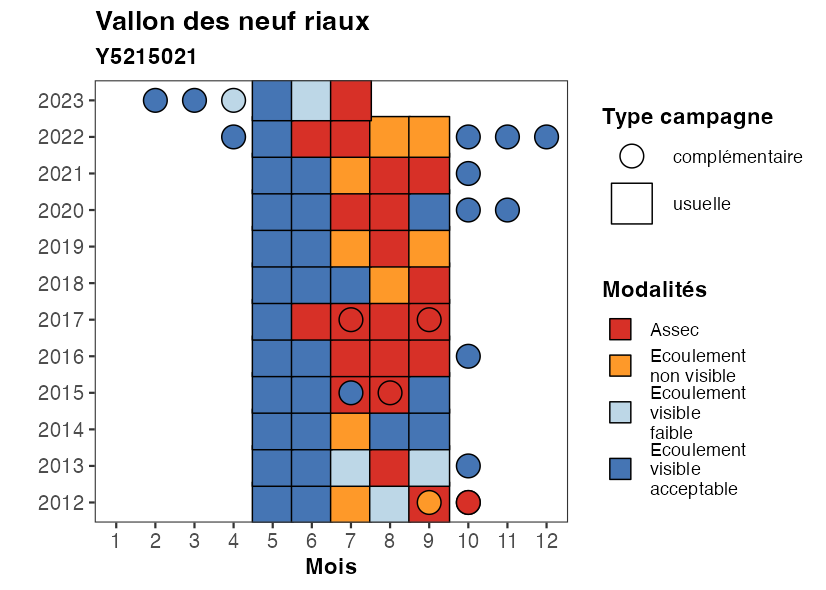 Vallon des neuf riaux
Y5215021
2023
2022
2021
2020
2019
2018
2017
2016
2015
2014
2013
2012
1 2 3 4 5 6 7 8 9 10 11 12
Mois
Type campagne
complémentaire
usuelle
Modalités
Assec
Ecoulement
non visible
Ecoulement
visible
faible
Ecoulement
visible
acceptable